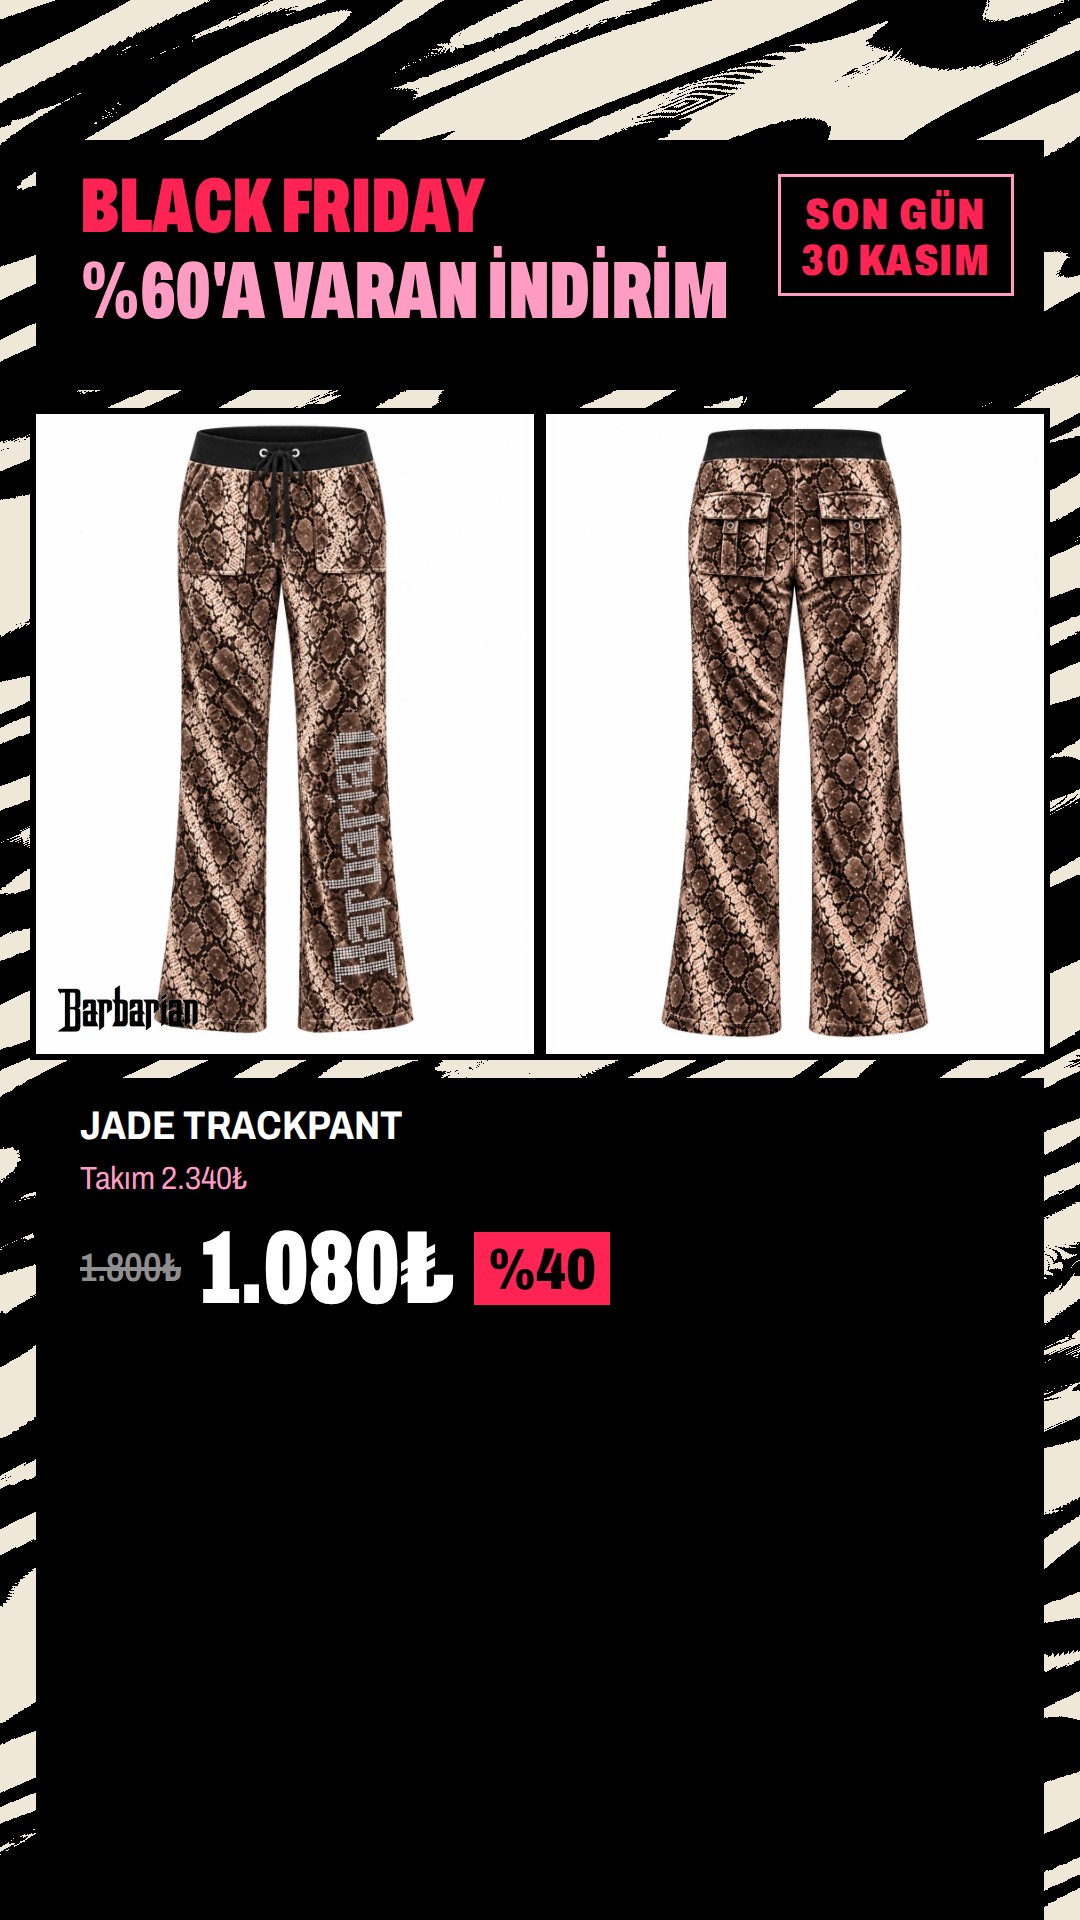 BLACK FRIDAY
%60'A VARAN İNDİRİM
SON GÜN
30 KASIM
Barbarian
Barbarian
JADE TRACKPANT
Takım 2.340₺
1.800₺ 1.080₺ %40